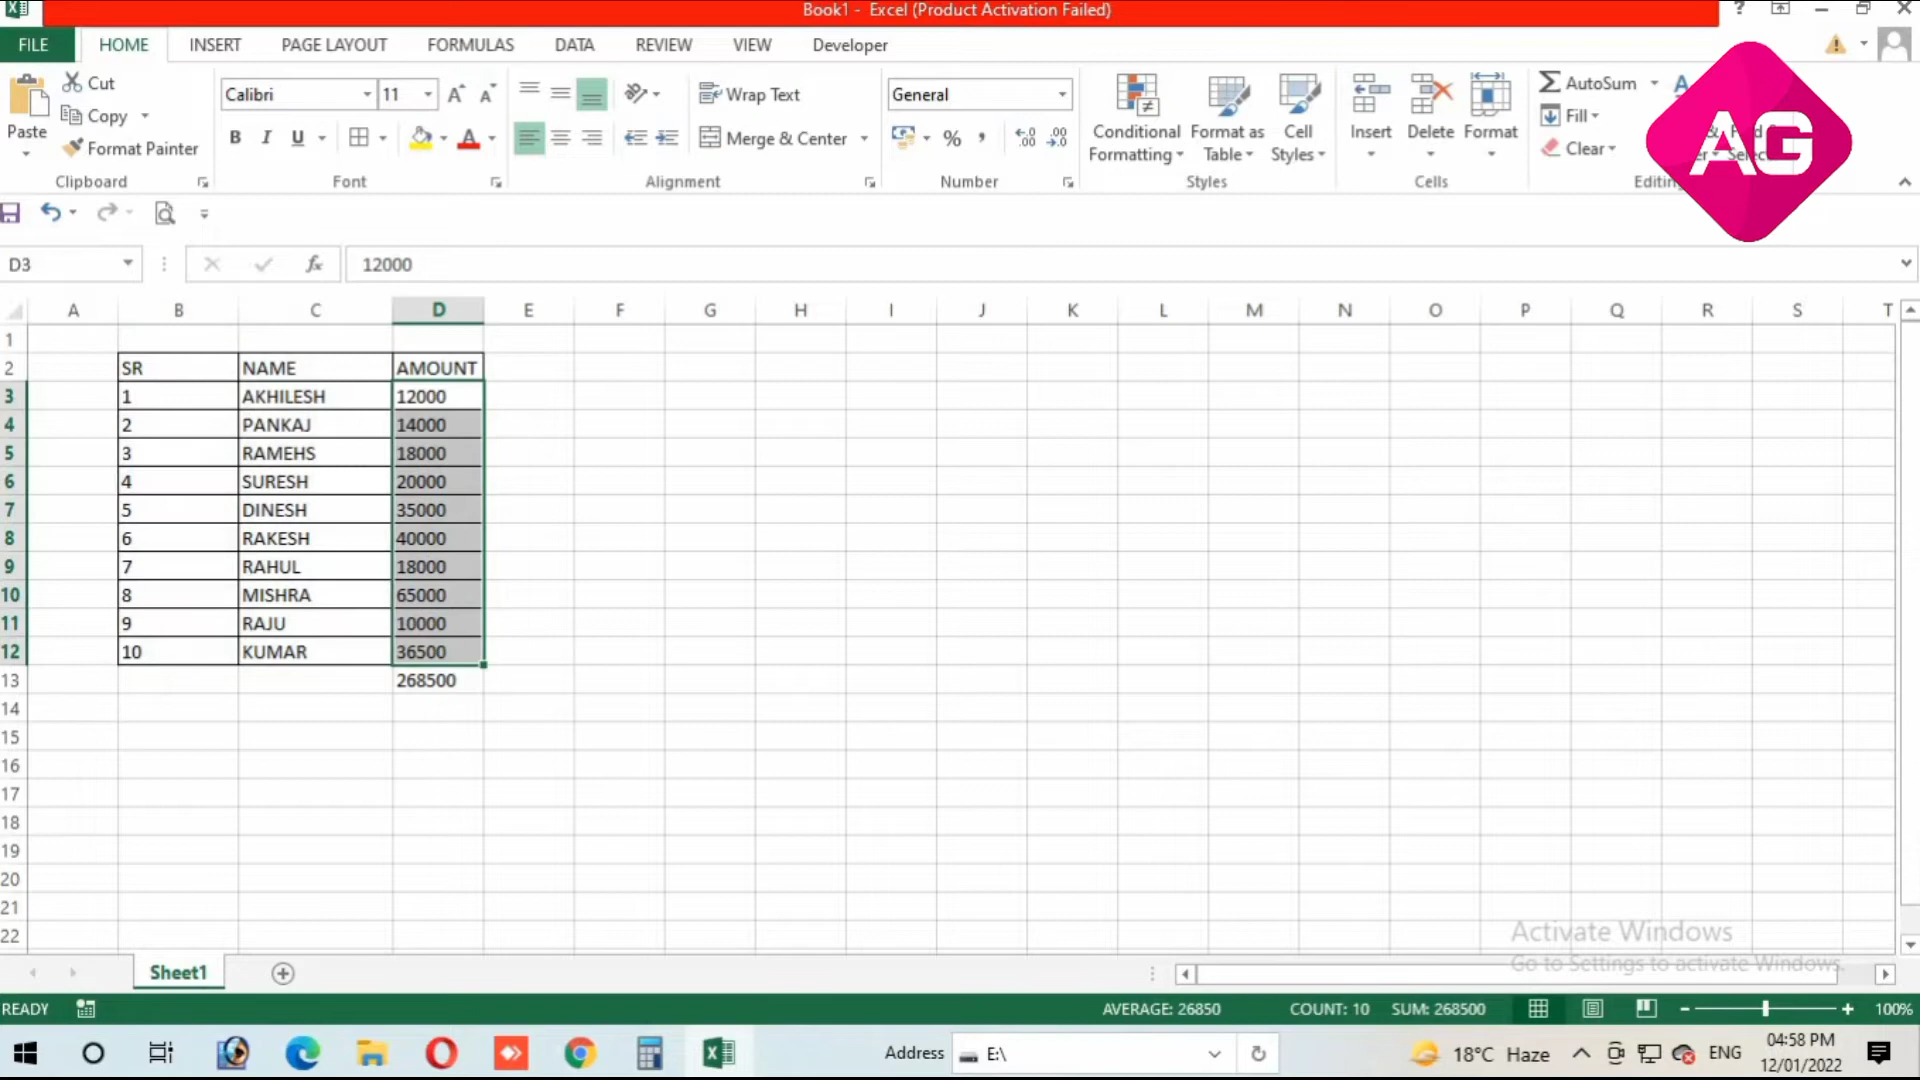 Book1 - Excel (Product Activation Failed)
FILE HOME INSERT PAGE LAYOUT FORMULAS DATA REVIEW VIEW Developer
Paste
Cut
Copy
Format Painter
Clipboard
Calibri 11
B I U
Font
Wrap Text
Merge & Center
Alignment
General
%
Number
Conditional Formatting
Format as Table
Cell Styles
Styles
Insert Delete Format
Cells
AutoSum
Fill
Clear
AG
D3 fx 12000
A B C D E F G H I J K L M N O P Q R S T
1
2 SR NAME AMOUNT
3 1 AKHILESH 12000
4 2 PANKAJ 14000
5 3 RAMEHS 18000
6 4 SURESH 20000
7 5 DINESH 35000
8 6 RAKESH 40000
9 7 RAHUL 18000
10 8 MISHRA 65000
11 9 RAJU 10000
12 10 KUMAR 36500
13 268500
14
15
16
17
18
19
20
21
22
Activate Windows
Go to Settings to activate Windows.
Sheet1
READY AVERAGE: 26850 COUNT: 10 SUM: 268500 100%
Address E:\ 18°C Haze ENG 04:58 PM
12/01/2022